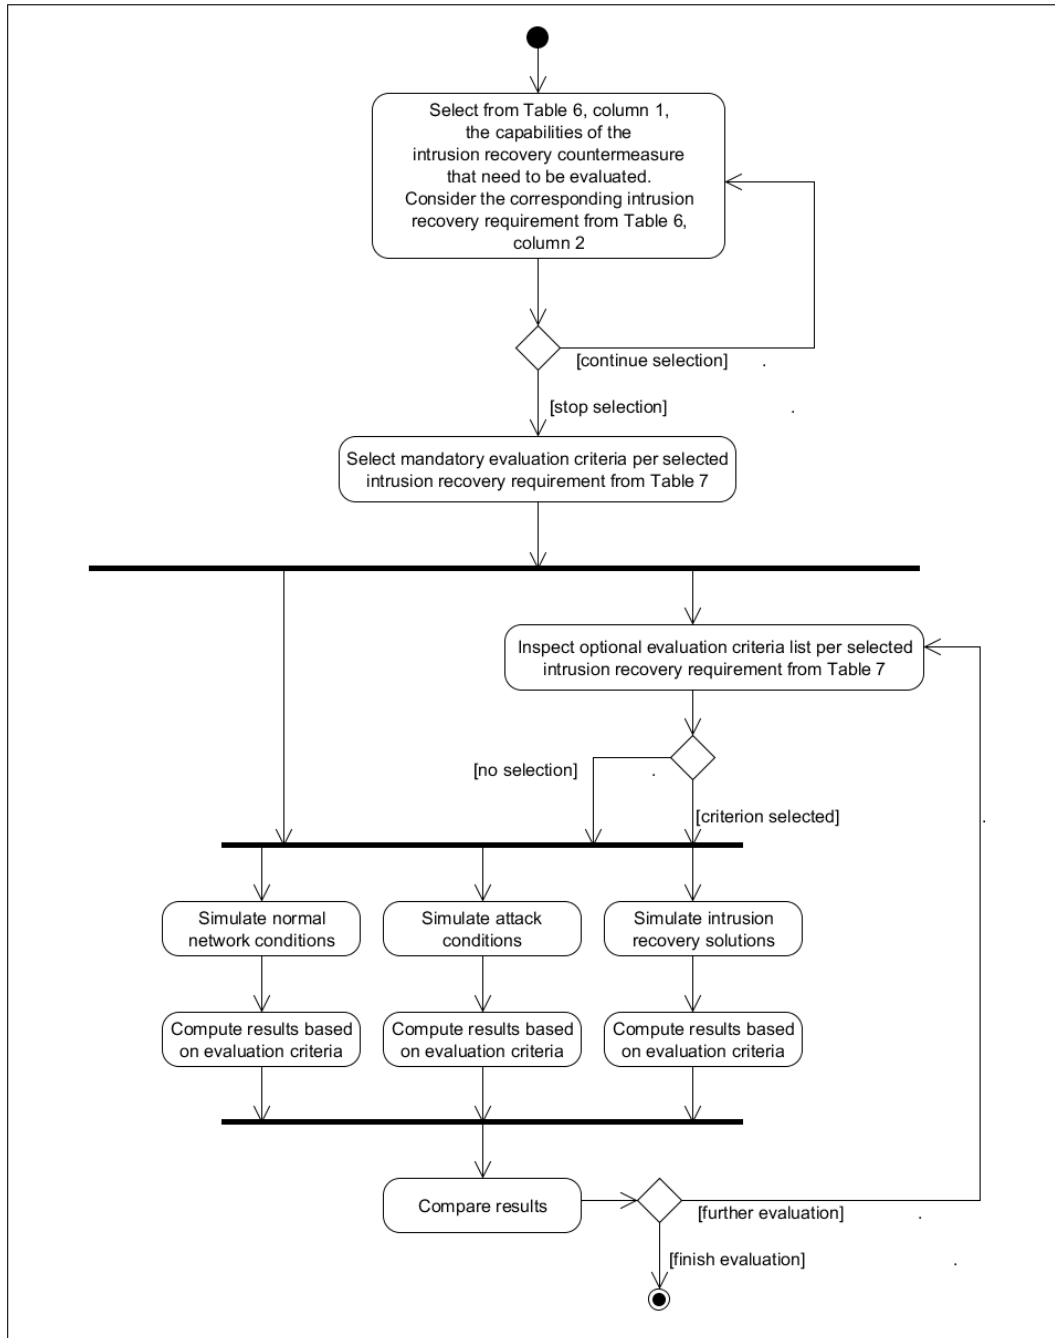 Select from Table 6, column 1,
the capabilities of the
intrusion recovery countermeasure
that need to be evaluated.
Consider the corresponding intrusion
recovery requirement from Table 6,
column 2
[continue selection]
[stop selection]
Select mandatory evaluation criteria per selected
intrusion recovery requirement from Table 7
Inspect optional evaluation criteria list per selected
intrusion recovery requirement from Table 7
[no selection]
[criterion selected]
Simulate normal
network conditions
Simulate attack
conditions
Simulate intrusion
recovery solutions
Compute results based
on evaluation criteria
Compute results based
on evaluation criteria
Compute results based
on evaluation criteria
Compare results
[further evaluation]
[finish evaluation]